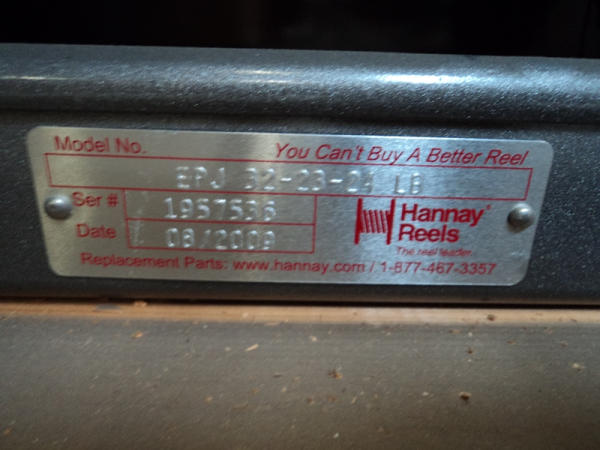 Model No. You Can't Buy A Better Reel
EPJ 32-23-24 LB
Ser # 1957536
Date 08/2009
Hannay®
Reels
The reel leader.
Replacement Parts: www.hannay.com / 1-877-467-3357